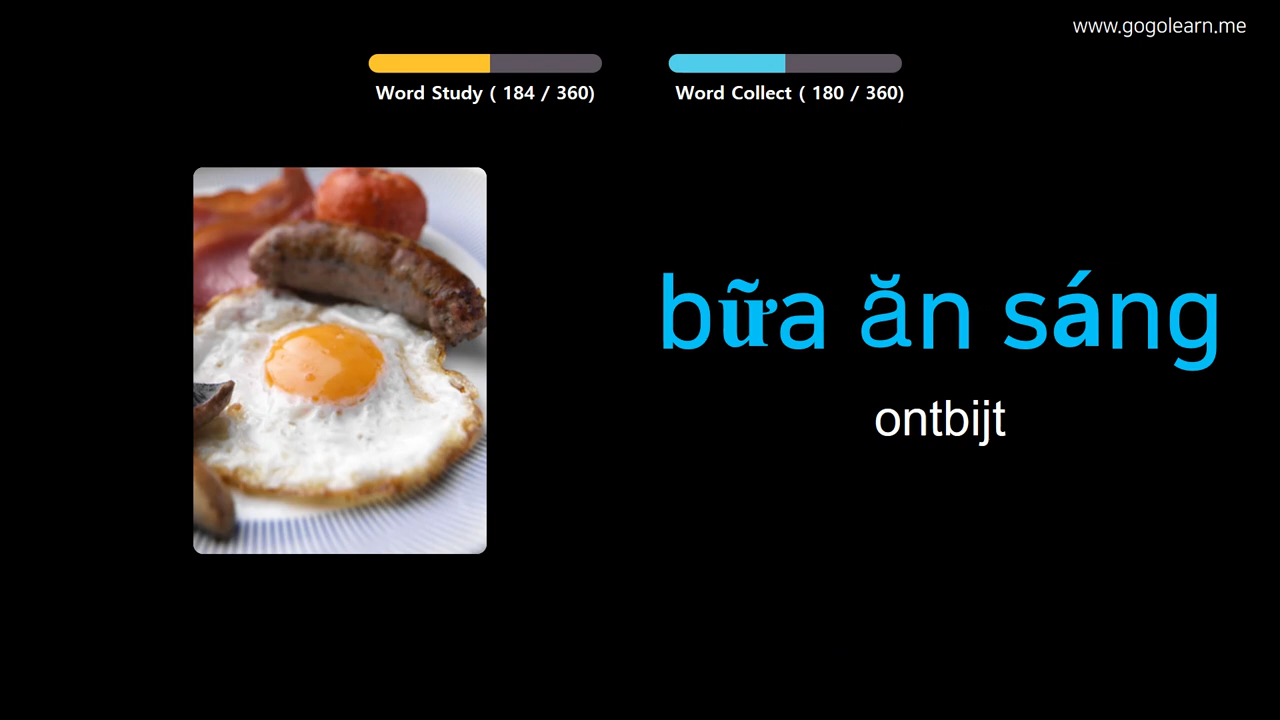 www.gogolearn.me
Word Study ( 184 / 360)
Word Collect ( 180 / 360)
bữa ăn sáng
ontbijt